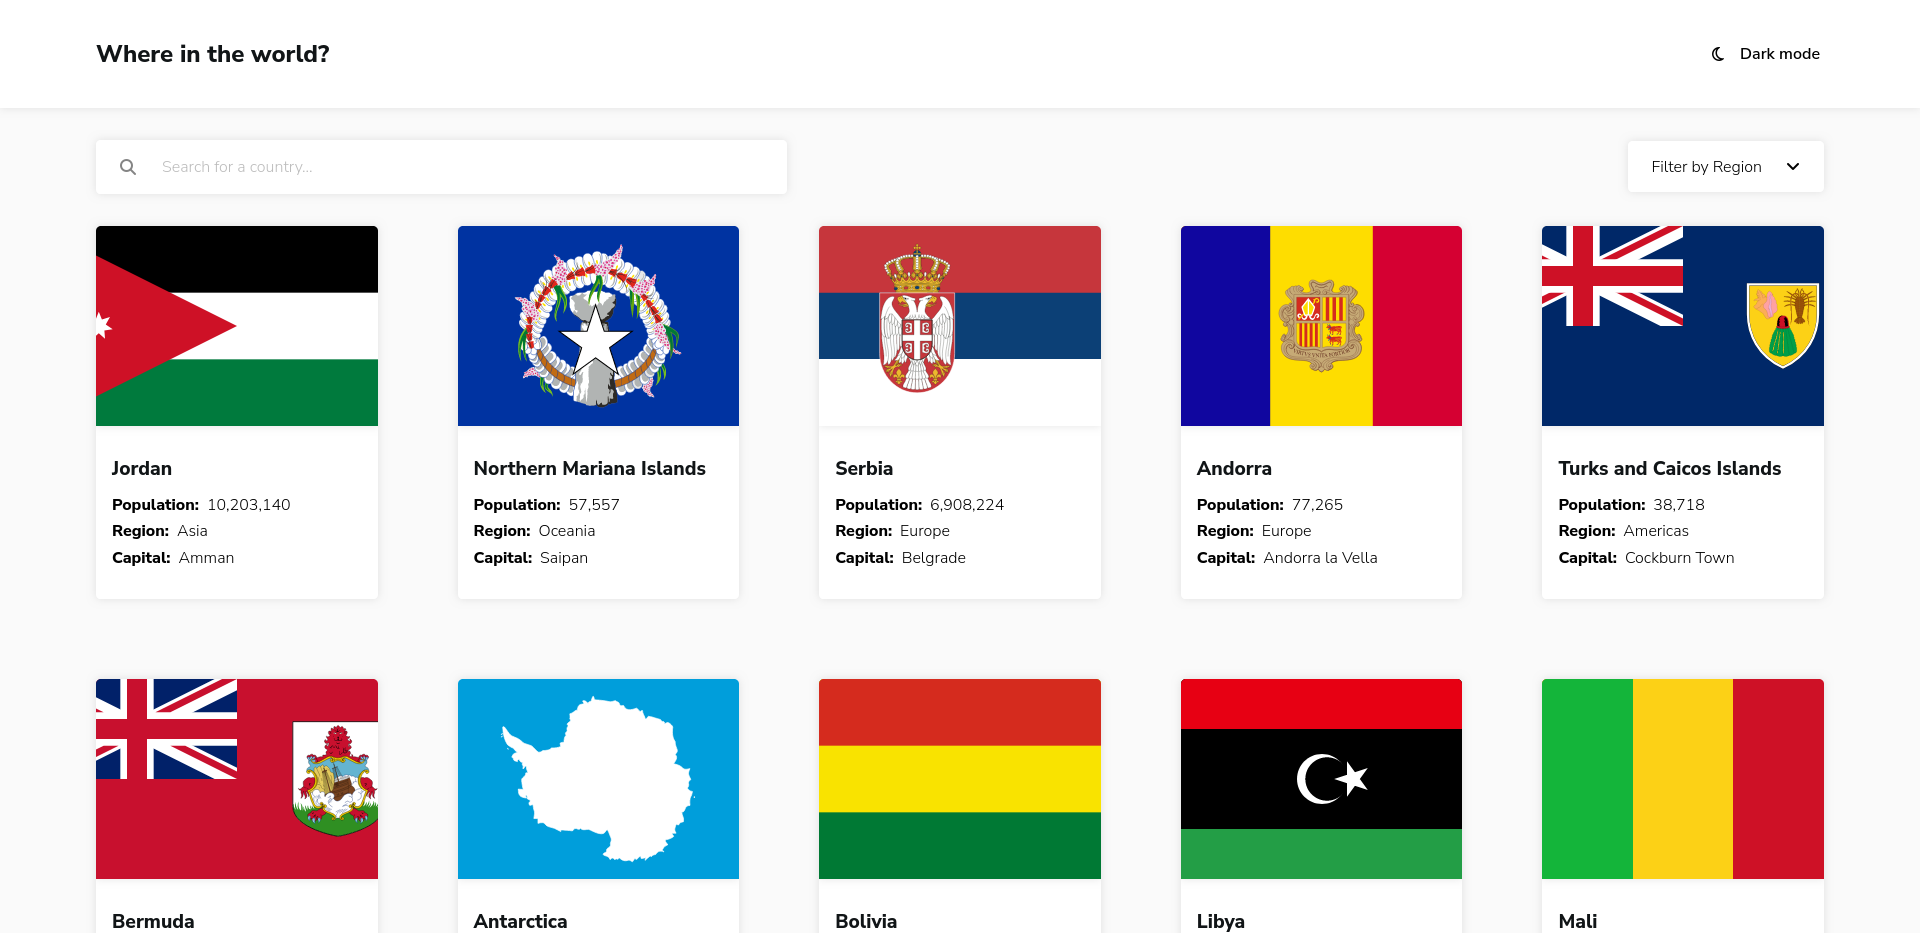 Where in the world?
Dark mode
Search for a country...
Filter by Region
Jordan
Population: 10,203,140
Region: Asia
Capital: Amman
Northern Mariana Islands
Population: 57,557
Region: Oceania
Capital: Saipan
Serbia
Population: 6,908,224
Region: Europe
Capital: Belgrade
Andorra
Population: 77,265
Region: Europe
Capital: Andorra la Vella
Turks and Caicos Islands
Population: 38,718
Region: Americas
Capital: Cockburn Town
Bermuda
Antarctica
Bolivia
Libya
Mali